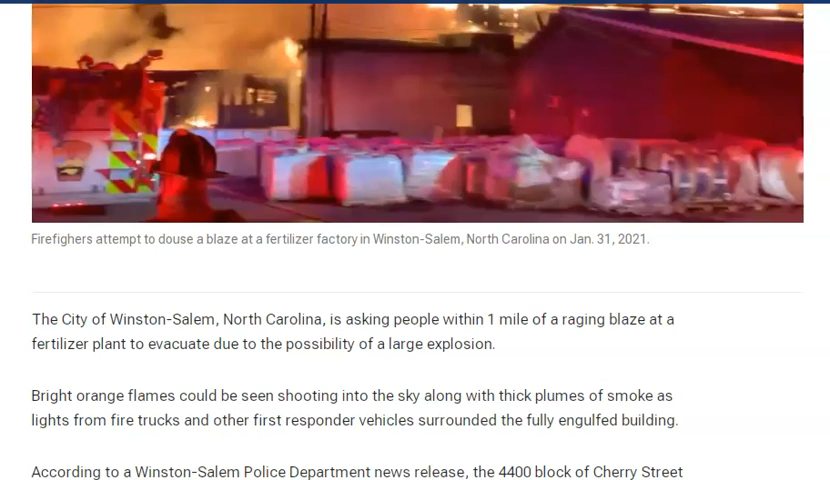 Firefighers attempt to douse a blaze at a fertilizer factory in Winston-Salem, North Carolina on Jan. 31, 2021.
The City of Winston-Salem, North Carolina, is asking people within 1 mile of a raging blaze at a
fertilizer plant to evacuate due to the possibility of a large explosion.
Bright orange flames could be seen shooting into the sky along with thick plumes of smoke as
lights from fire trucks and other first responder vehicles surrounded the fully engulfed building.
According to a Winston-Salem Police Department news release, the 4400 block of Cherry Street